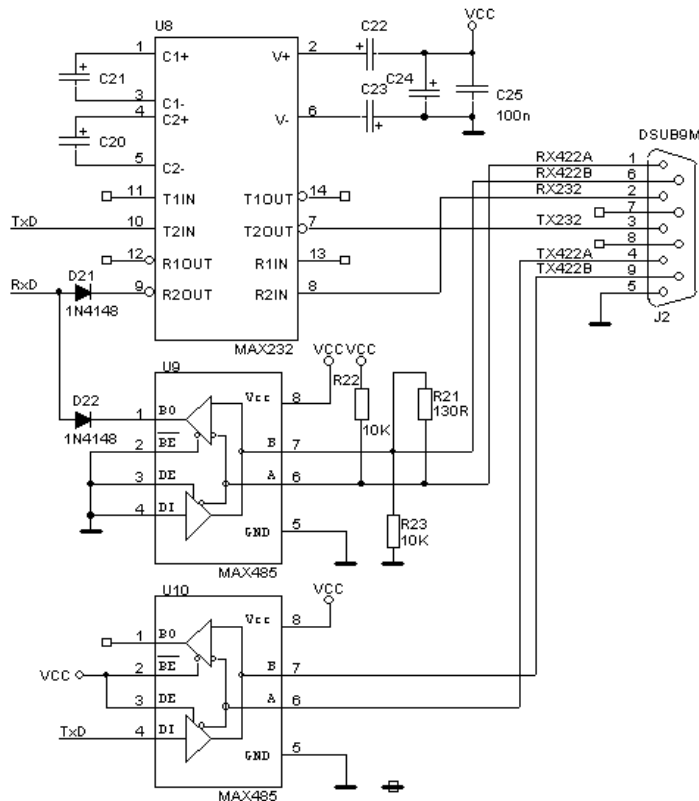 U8
VCC
1 C1+ V+ 2 C22
C21
C24
3 C1- C23 C25
4 C2+ V- 6 100n
C20
5 C2-
DSUB9M
RX422A 1
RX422B 6
11 T1IN T1OUT 14 RX232 2
7
TxD 10 T2IN T2OUT 7 TX232 3
8
12 R1OUT R1IN 13 TX422A 4
D21 TX422B 9
RxD 9 R2OUT R2IN 8 5
1N4148
J2
MAX232
U9 VCC VCC
Vcc 8 R22 R21
130R
D22 1 BO 10K
1N4148 2 BE B 7
3 DE A 6
4 DI
GND 5 R23
10K
MAX485
U10
VCC
1 BO Vcc 8
VCC 2 BE B 7
3 DE A 6
TxD 4 DI
GND 5
MAX485